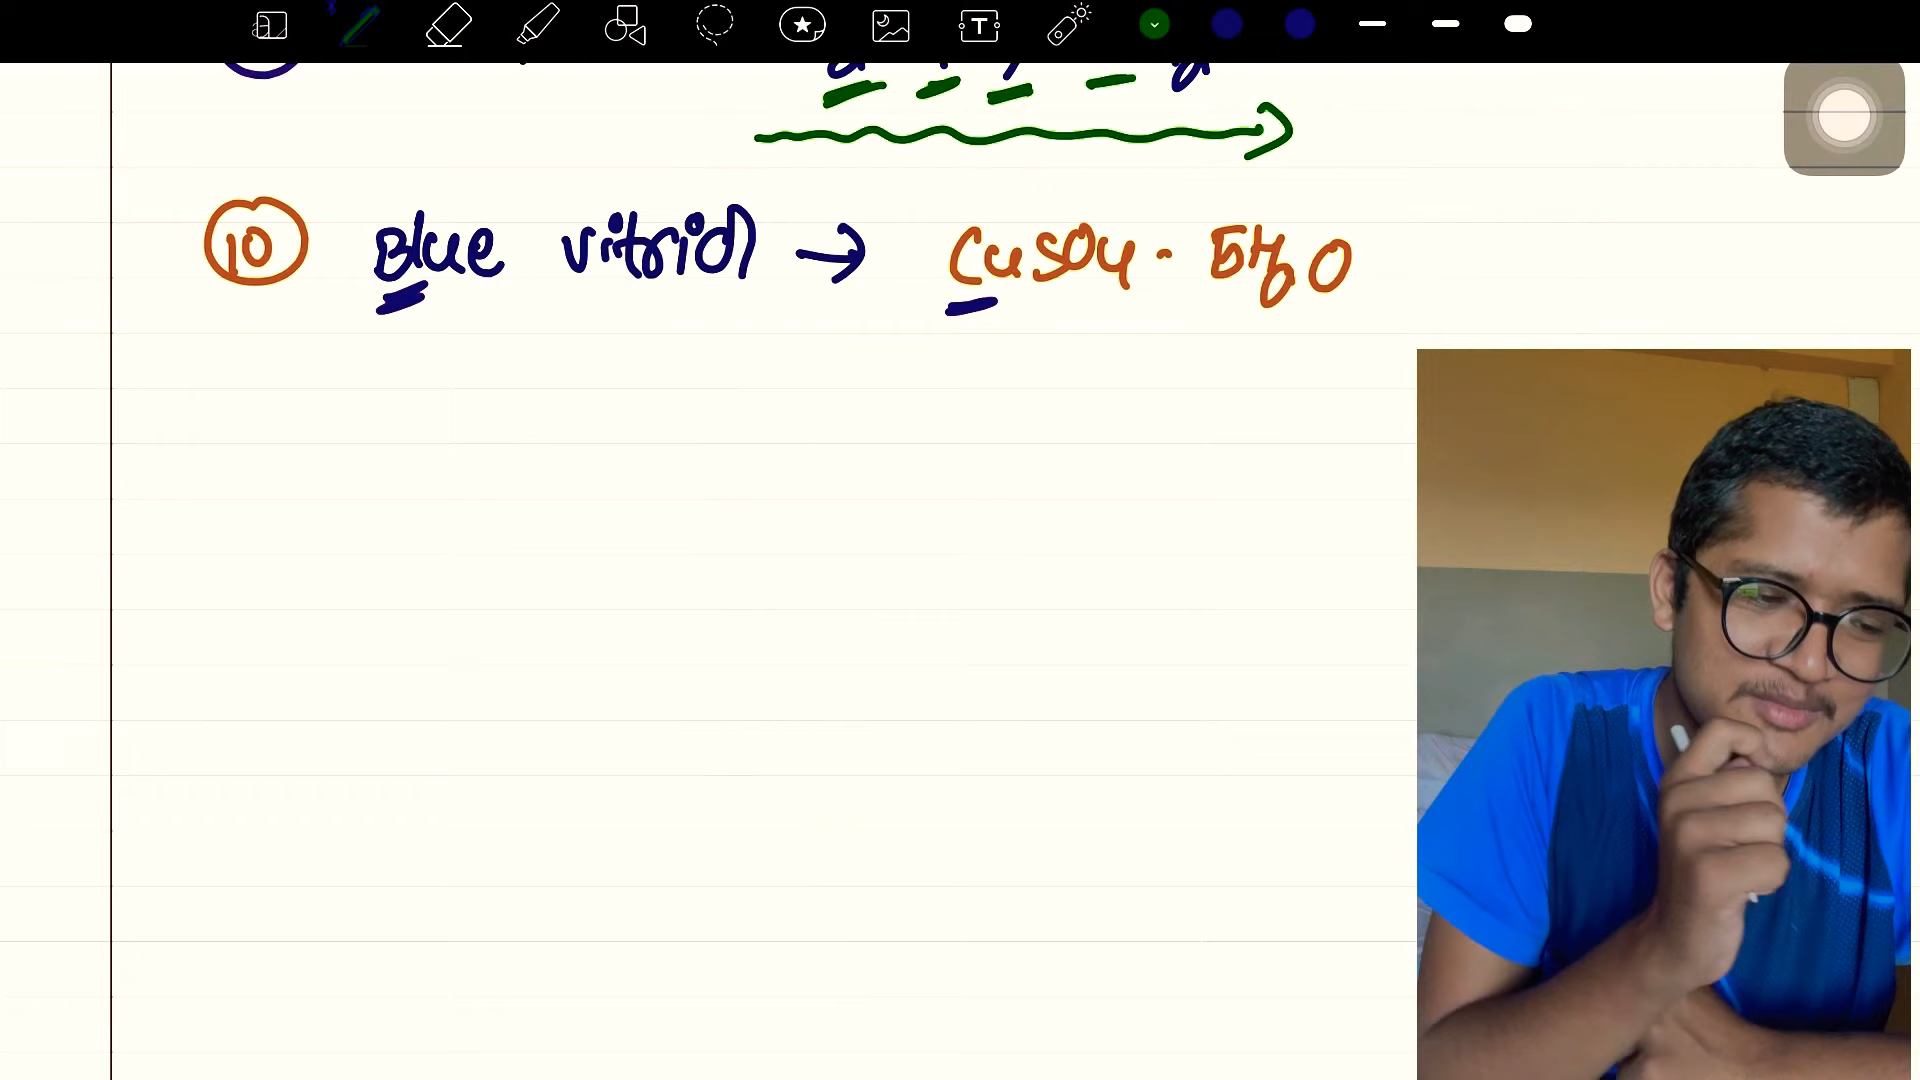 10 Blue vitriol → CuSO4 . 5H2O